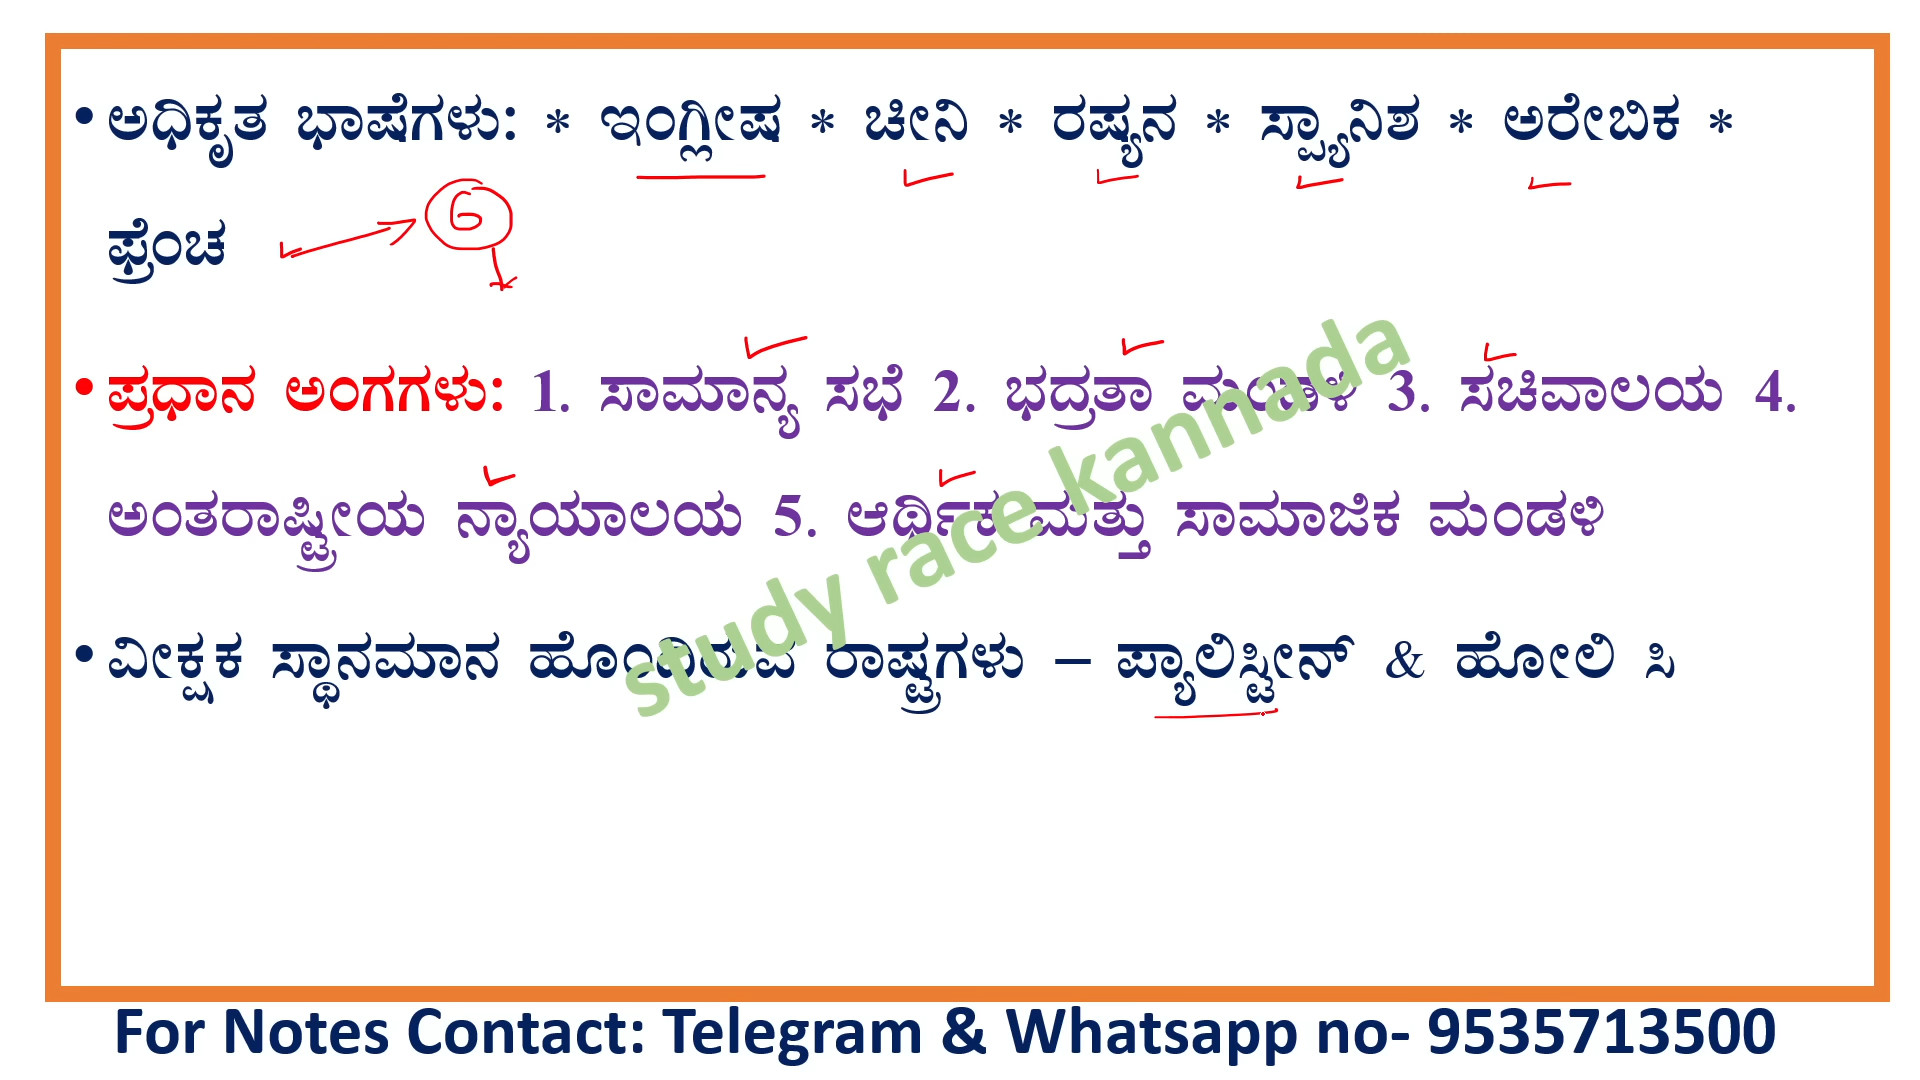 • ಅಧಿಕೃತ ಭಾಷೆಗಳು: * ಇಂಗ್ಲೀಷ * ಚೀನಿ * ರಷ್ಯನ * ಸ್ಪ್ಯಾನಿಶ * ಅರೇಬಿಕ *
ಫ್ರೆಂಚ 6
• ಪ್ರಧಾನ ಅಂಗಗಳು: 1. ಸಾಮಾನ್ಯ ಸಭೆ 2. ಭದ್ರತಾ ಮಂಡಳಿ 3. ಸಚಿವಾಲಯ 4.
ಅಂತರಾಷ್ಟ್ರೀಯ ನ್ಯಾಯಾಲಯ 5. ಆರ್ಥಿಕ ಮತ್ತು ಸಾಮಾಜಿಕ ಮಂಡಳಿ
• ವೀಕ್ಷಕ ಸ್ಥಾನಮಾನ ಹೊಂದಿರುವ ರಾಷ್ಟ್ರಗಳು – ಪ್ಯಾಲಿಸ್ಟೀನ್ & ಹೋಲಿ ಸಿ
study race kannada
For Notes Contact: Telegram & Whatsapp no- 9535713500